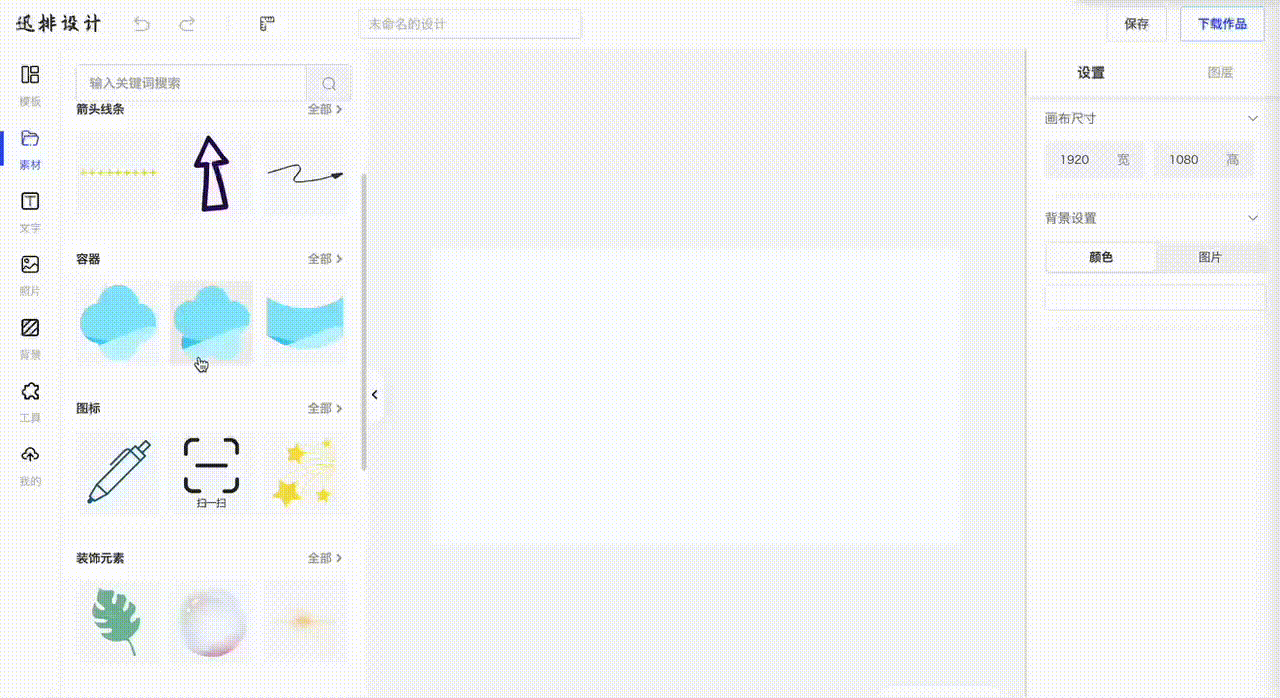 迅排设计
未命名的设计
保存
下载作品
模板
素材
文字
照片
背景
工具
我的
输入关键词搜索
箭头线条
全部
容器
全部
图标
全部
扫一扫
装饰元素
全部
设置
图层
画布尺寸
1920 宽
1080 高
背景设置
颜色
图片